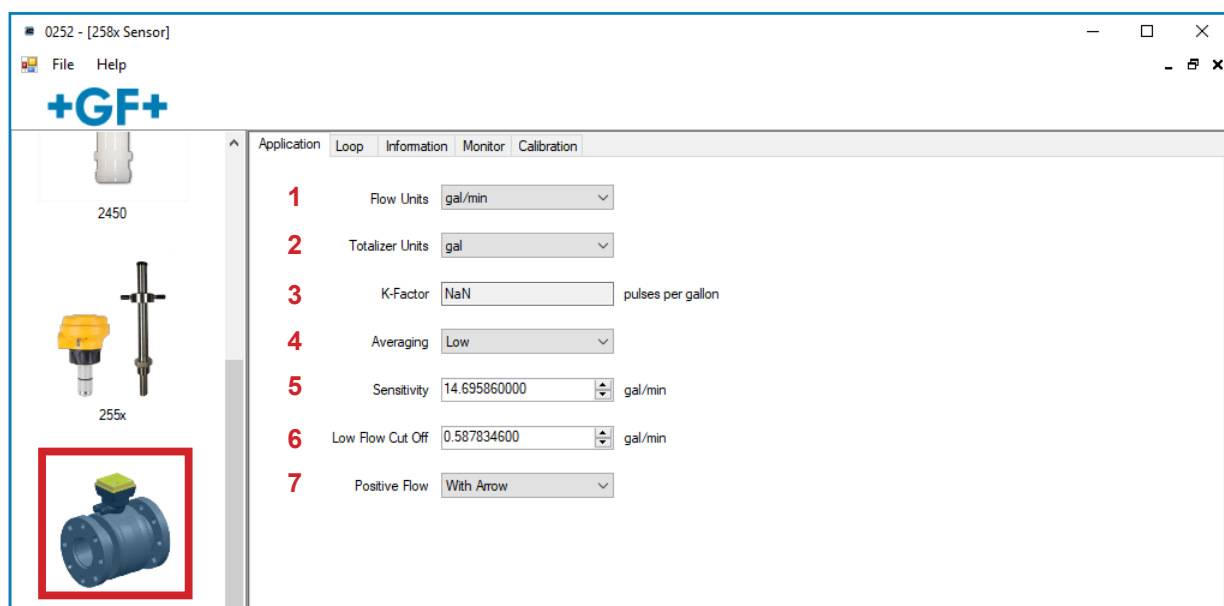 0252 - [258x Sensor]
File Help
+GF+
Application Loop Information Monitor Calibration
2450
255x
1 Flow Units gal/min
2 Totalizer Units gal
3 K-Factor NaN pulses per gallon
4 Averaging Low
5 Sensitivity 14.695860000 gal/min
6 Low Flow Cut Off 0.587834600 gal/min
7 Positive Flow With Arrow